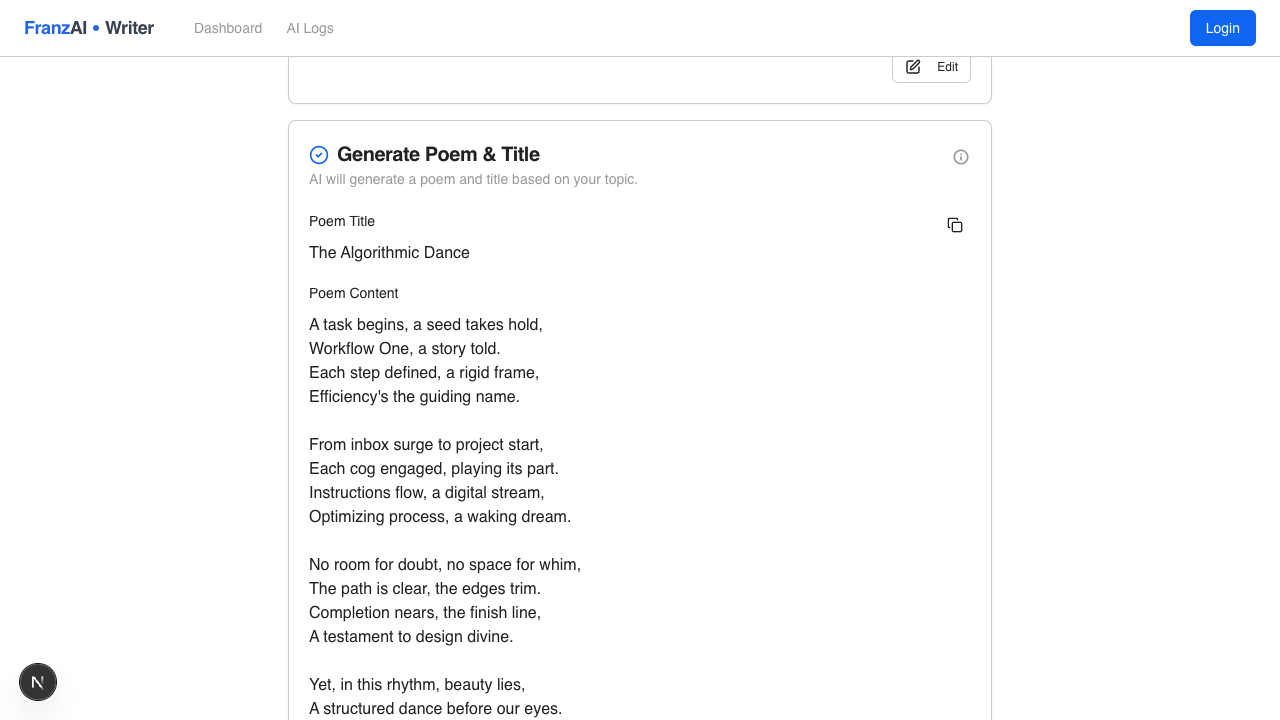 FranzAI • Writer
Dashboard
AI Logs
Login
Edit
Generate Poem & Title
AI will generate a poem and title based on your topic.
Poem Title
The Algorithmic Dance
Poem Content
A task begins, a seed takes hold,
Workflow One, a story told.
Each step defined, a rigid frame,
Efficiency's the guiding name.
From inbox surge to project start,
Each cog engaged, playing its part.
Instructions flow, a digital stream,
Optimizing process, a waking dream.
No room for doubt, no space for whim,
The path is clear, the edges trim.
Completion nears, the finish line,
A testament to design divine.
Yet, in this rhythm, beauty lies,
A structured dance before our eyes.
N